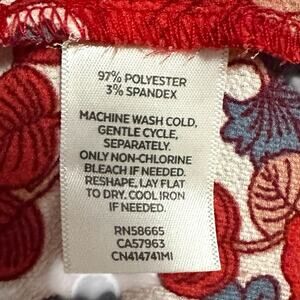 97% POLYESTER
3% SPANDEX
MACHINE WASH COLD,
GENTLE CYCLE,
SEPARATELY.
ONLY NON-CHLORINE
BLEACH IF NEEDED.
RESHAPE, LAY FLAT
TO DRY. COOL IRON
IF NEEDED.
RN58665
CA57963
CN414741MI